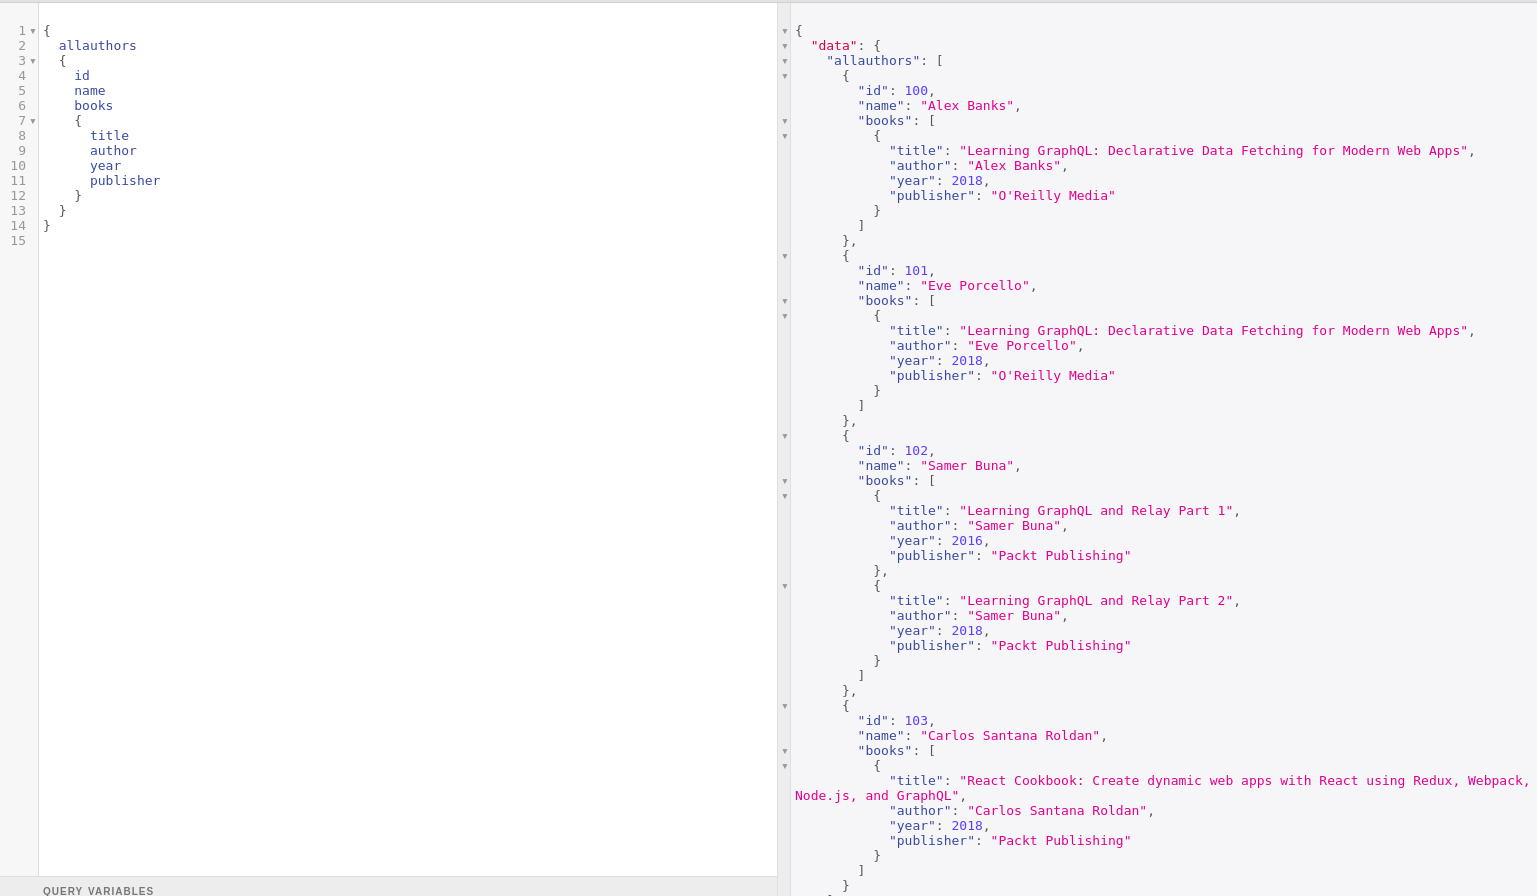 1 {
2   allauthors
3   {
4     id
5     name
6     books
7     {
8       title
9       author
10       year
11       publisher
12     }
13   }
14 }
15
QUERY VARIABLES
{
  "data": {
    "allauthors": [
      {
        "id": 100,
        "name": "Alex Banks",
        "books": [
          {
            "title": "Learning GraphQL: Declarative Data Fetching for Modern Web Apps",
            "author": "Alex Banks",
            "year": 2018,
            "publisher": "O'Reilly Media"
          }
        ]
      },
      {
        "id": 101,
        "name": "Eve Porcello",
        "books": [
          {
            "title": "Learning GraphQL: Declarative Data Fetching for Modern Web Apps",
            "author": "Eve Porcello",
            "year": 2018,
            "publisher": "O'Reilly Media"
          }
        ]
      },
      {
        "id": 102,
        "name": "Samer Buna",
        "books": [
          {
            "title": "Learning GraphQL and Relay Part 1",
            "author": "Samer Buna",
            "year": 2016,
            "publisher": "Packt Publishing"
          },
          {
            "title": "Learning GraphQL and Relay Part 2",
            "author": "Samer Buna",
            "year": 2018,
            "publisher": "Packt Publishing"
          }
        ]
      },
      {
        "id": 103,
        "name": "Carlos Santana Roldan",
        "books": [
          {
            "title": "React Cookbook: Create dynamic web apps with React using Redux, Webpack,
Node.js, and GraphQL",
            "author": "Carlos Santana Roldan",
            "year": 2018,
            "publisher": "Packt Publishing"
          }
        ]
      }